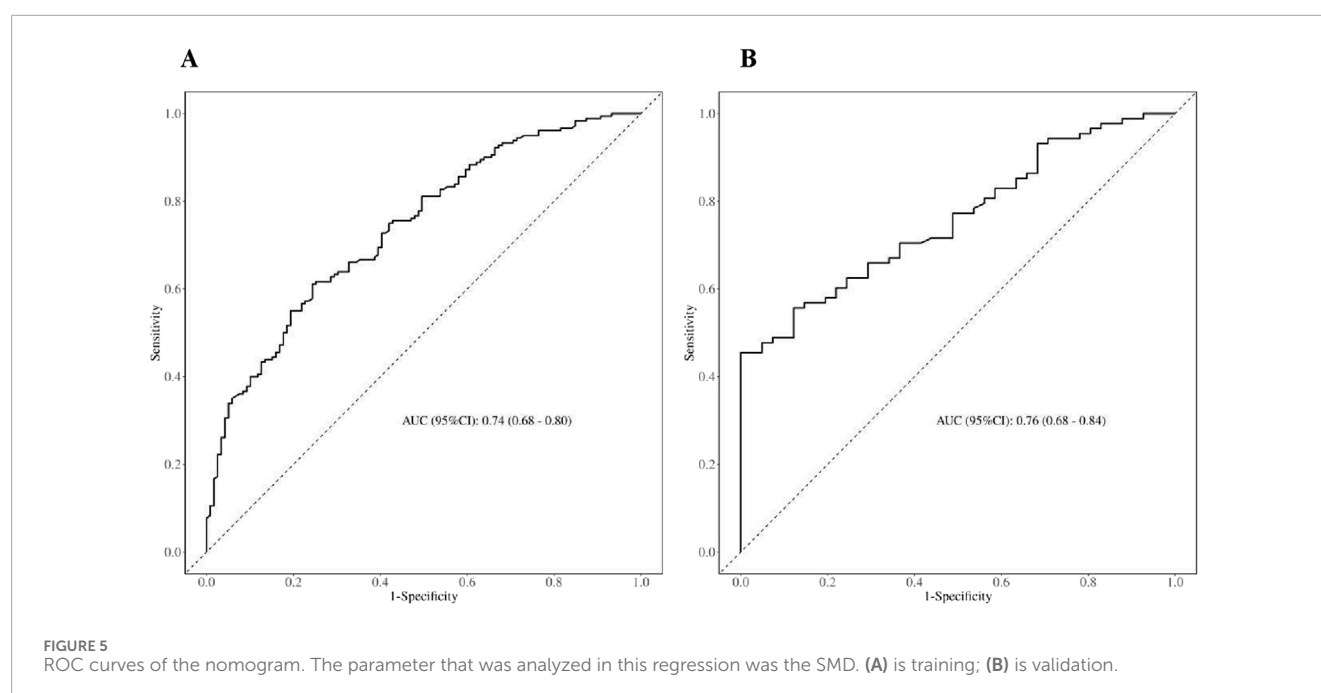 A
1.0
0.8
0.6
0.4
0.2
0.0
Sensitivity
AUC (95%CI): 0.74 (0.68 - 0.80)
0.0 0.2 0.4 0.6 0.8 1.0
1-Specificity
B
1.0
0.8
0.6
0.4
0.2
0.0
Sensitivity
AUC (95%CI): 0.76 (0.68 - 0.84)
0.0 0.2 0.4 0.6 0.8 1.0
1-Specificity
FIGURE 5
ROC curves of the nomogram. The parameter that was analyzed in this regression was the SMD. (A) is training; (B) is validation.